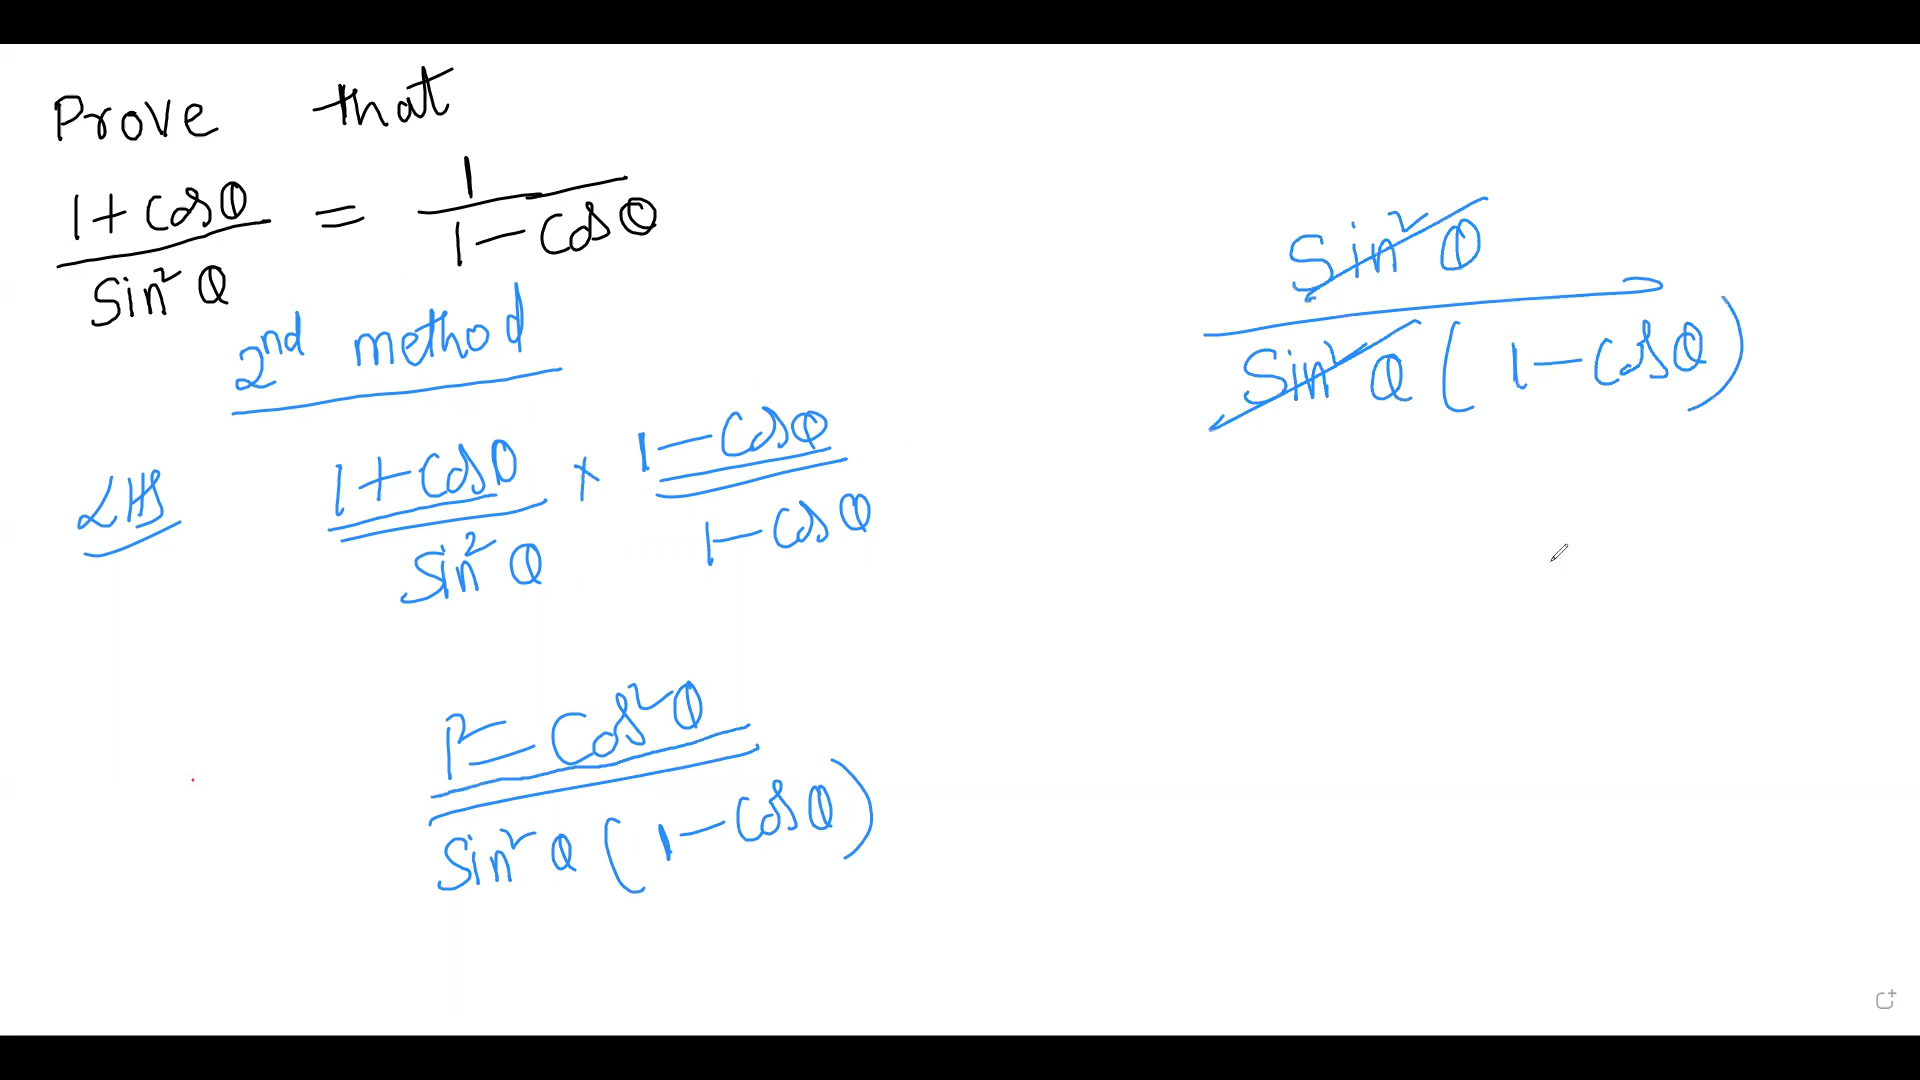 Prove that
1 + cosθ / sin²θ = 1 / 1 - cosθ
2nd method
LHS 1 + cosθ / sin²θ × 1 - cosθ / 1 - cosθ
1² - cos²θ / sin²θ (1 - cosθ)
sin²θ / sin²θ (1 - cosθ)